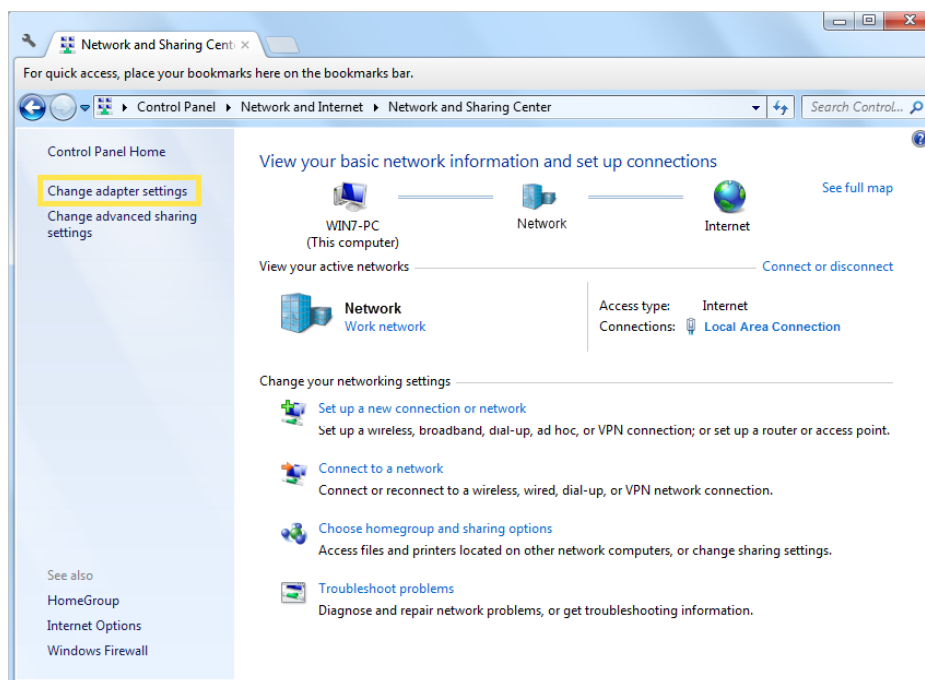 Network and Sharing Cent
For quick access, place your bookmarks here on the bookmarks bar.
Control Panel Network and Internet Network and Sharing Center
Search Control...
Control Panel Home
Change adapter settings
Change advanced sharing
settings
View your basic network information and set up connections
See full map
WIN7-PC
(This computer)
Network
Internet
View your active networks
Connect or disconnect
Network
Work network
Access type: Internet
Connections: Local Area Connection
Change your networking settings
Set up a new connection or network
Set up a wireless, broadband, dial-up, ad hoc, or VPN connection; or set up a router or access point.
Connect to a network
Connect or reconnect to a wireless, wired, dial-up, or VPN network connection.
Choose homegroup and sharing options
Access files and printers located on other network computers, or change sharing settings.
Troubleshoot problems
Diagnose and repair network problems, or get troubleshooting information.
See also
HomeGroup
Internet Options
Windows Firewall